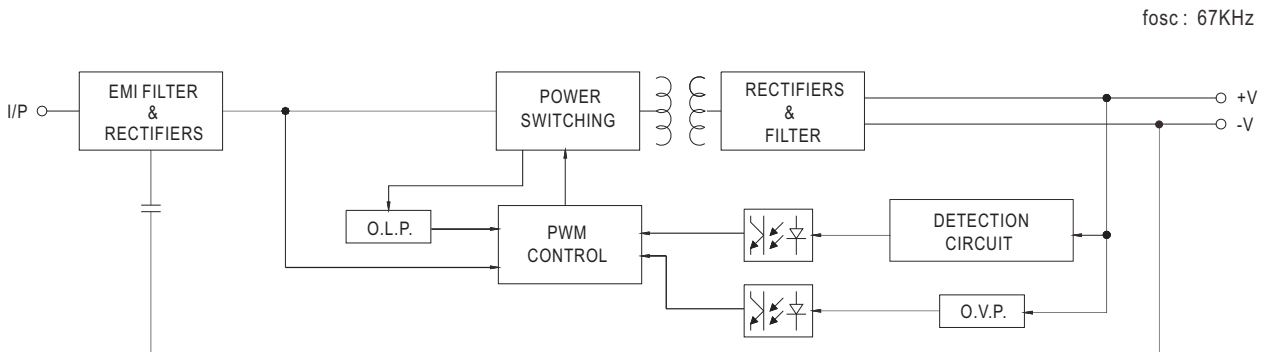 fosc : 67KHz
I/P
EMI FILTER
&
RECTIFIERS
POWER
SWITCHING
RECTIFIERS
&
FILTER
+V
-V
O.L.P.
PWM
CONTROL
DETECTION
CIRCUIT
O.V.P.